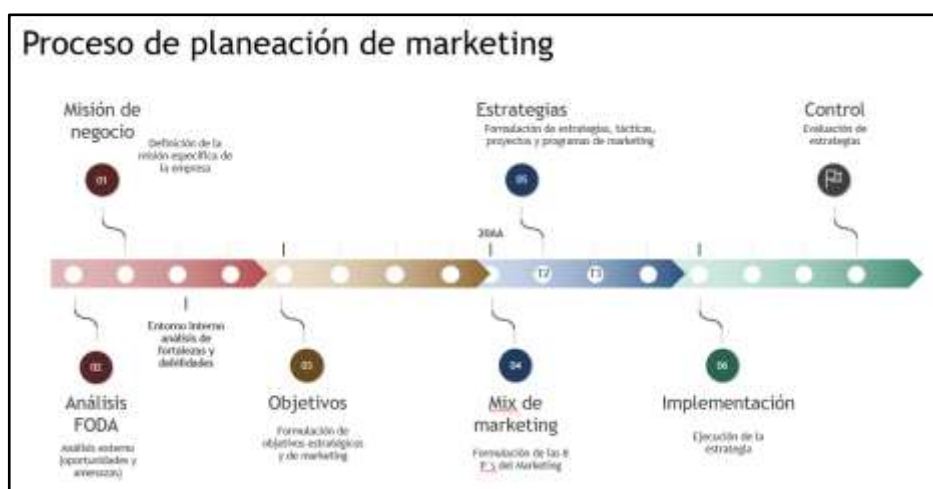 Proceso de planeación de marketing
Misión de
negocio
Definición de la
misión específica de
la empresa
01
Estrategias
Formulación de estrategias, tácticas,
proyectos y programas de marketing
05
Control
Evaluación de
estrategias
20AA
T2
T3
Entorno Interno
análisis de
fortalezas y
debilidades
02
Análisis
FODA
Análisis externo
(oportunidades y
amenazas)
03
Objetivos
Formulación de
objetivos estratégicos
y de marketing
04
Mix de
marketing
Formulación de las 8
P´s del Marketing
06
Implementación
Ejecución de la
estrategia